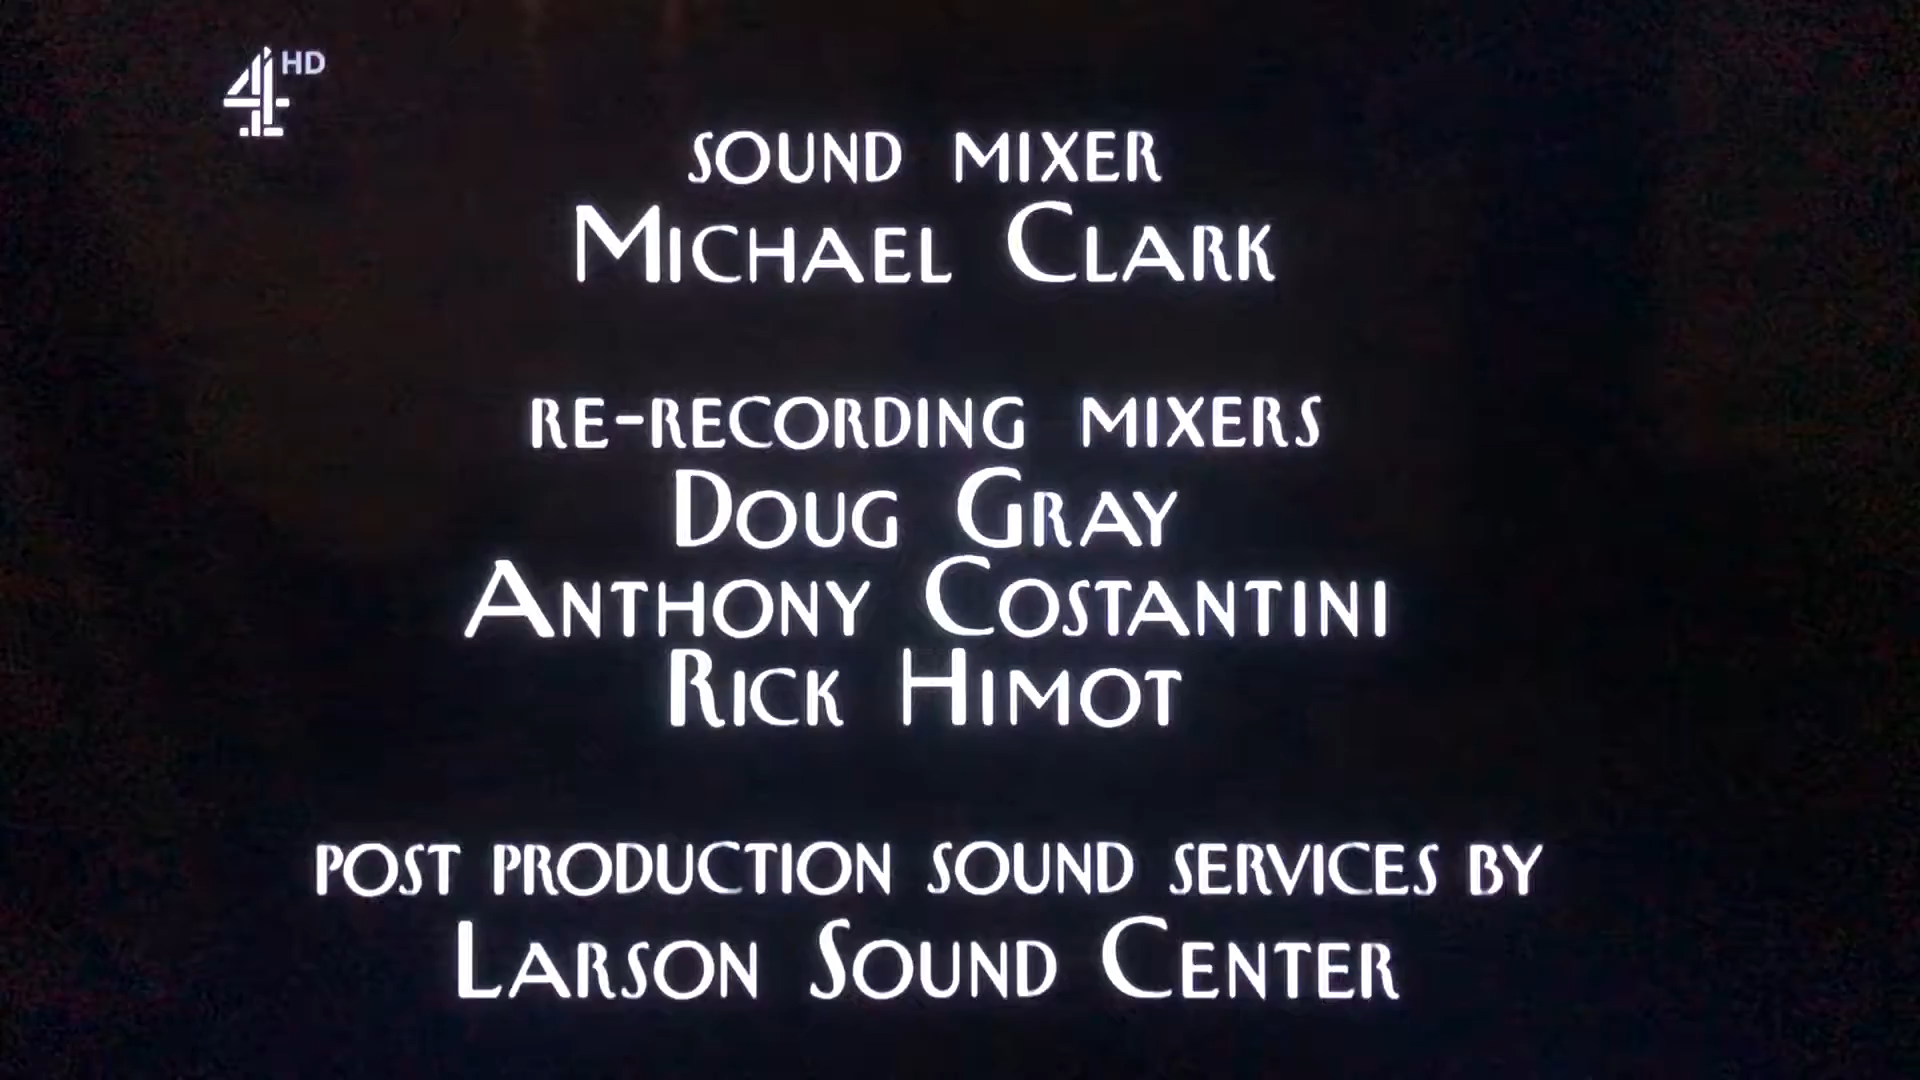 4 HD
SOUND MIXER
MICHAEL CLARK
RE-RECORDING MIXERS
DOUG GRAY
ANTHONY COSTANTINI
RICK HIMOT
POST PRODUCTION SOUND SERVICES BY
LARSON SOUND CENTER